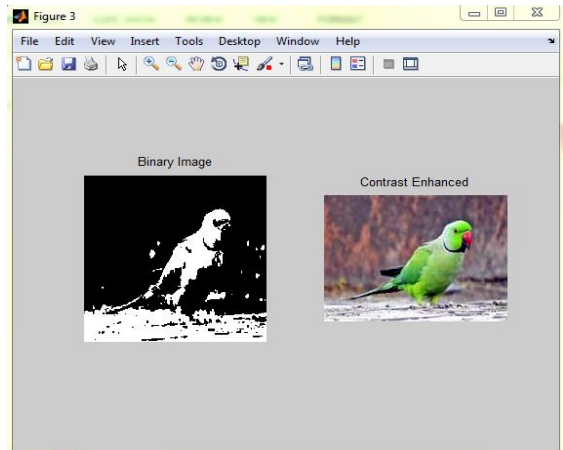 Figure 3
File Edit View Insert Tools Desktop Window Help
Binary Image
Contrast Enhanced